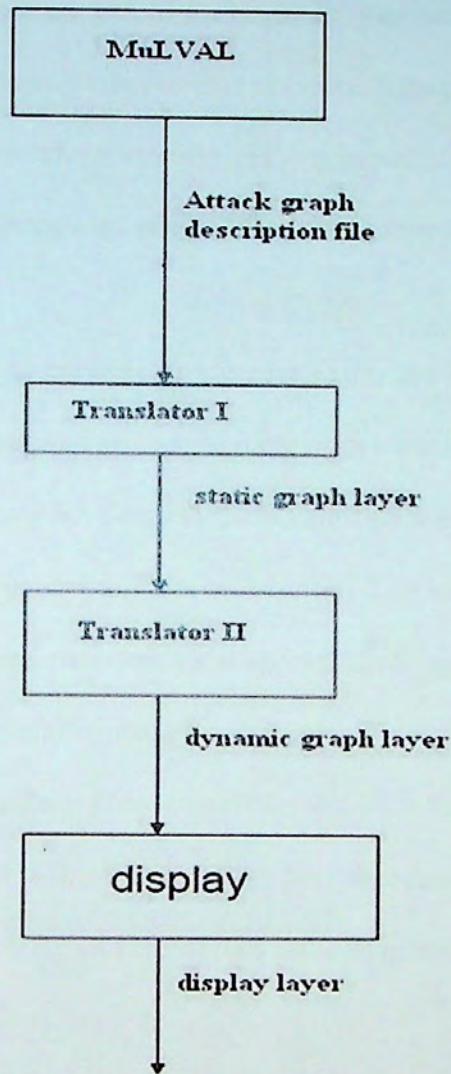 MuLVAL
Attack graph
description file
Translator I
static graph layer
Translator II
dynamic graph layer
display
display layer